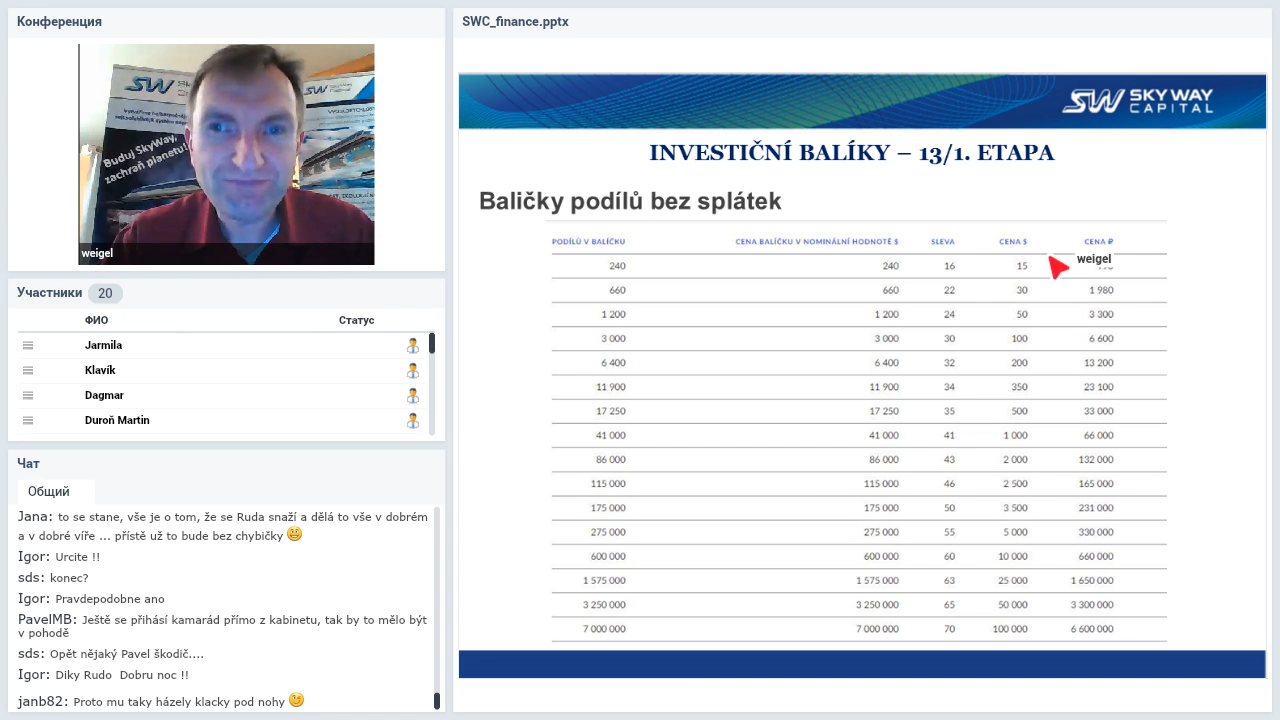 Конференция
SW
SW
Buduj SkyWay,
zachraň planetu!
weigel
Участники 20
ФИО Статус
Jarmila
Klavík
Dagmar
Duroň Martin
Чат
Общий
Jana: to se stane, vše je o tom, že se Ruda snaží a dělá to vše v dobrém
a v dobré víře ... příště už to bude bez chybičky
Igor: Urcite !!
sds: konec?
Igor: Pravdepodobne ano
PavelMB: Ještě se přihásí kamarád přímo z kabinetu, tak by to mělo být
v pohodě
sds: Opět nějaký Pavel škodič....
Igor: Diky Rudo Dobru noc !!
janb82: Proto mu taky házely klacky pod nohy
SWC_finance.pptx
SW SKY WAY
CAPITAL
INVESTIČNÍ BALÍKY – 13/1. ETAPA
Baličky podílů bez splátek
PODÍLŮ V BALÍČKU CENA BALÍČKU V NOMINÁLNÍ HODNOTĚ $ SLEVA CENA $ CENA ₽
240 240 16 15
weigel
660 660 22 30 1 980
1 200 1 200 24 50 3 300
3 000 3 000 30 100 6 600
6 400 6 400 32 200 13 200
11 900 11 900 34 350 23 100
17 250 17 250 35 500 33 000
41 000 41 000 41 1 000 66 000
86 000 86 000 43 2 000 132 000
115 000 115 000 46 2 500 165 000
175 000 175 000 50 3 500 231 000
275 000 275 000 55 5 000 330 000
600 000 600 000 60 10 000 660 000
1 575 000 1 575 000 63 25 000 1 650 000
3 250 000 3 250 000 65 50 000 3 300 000
7 000 000 7 000 000 70 100 000 6 600 000